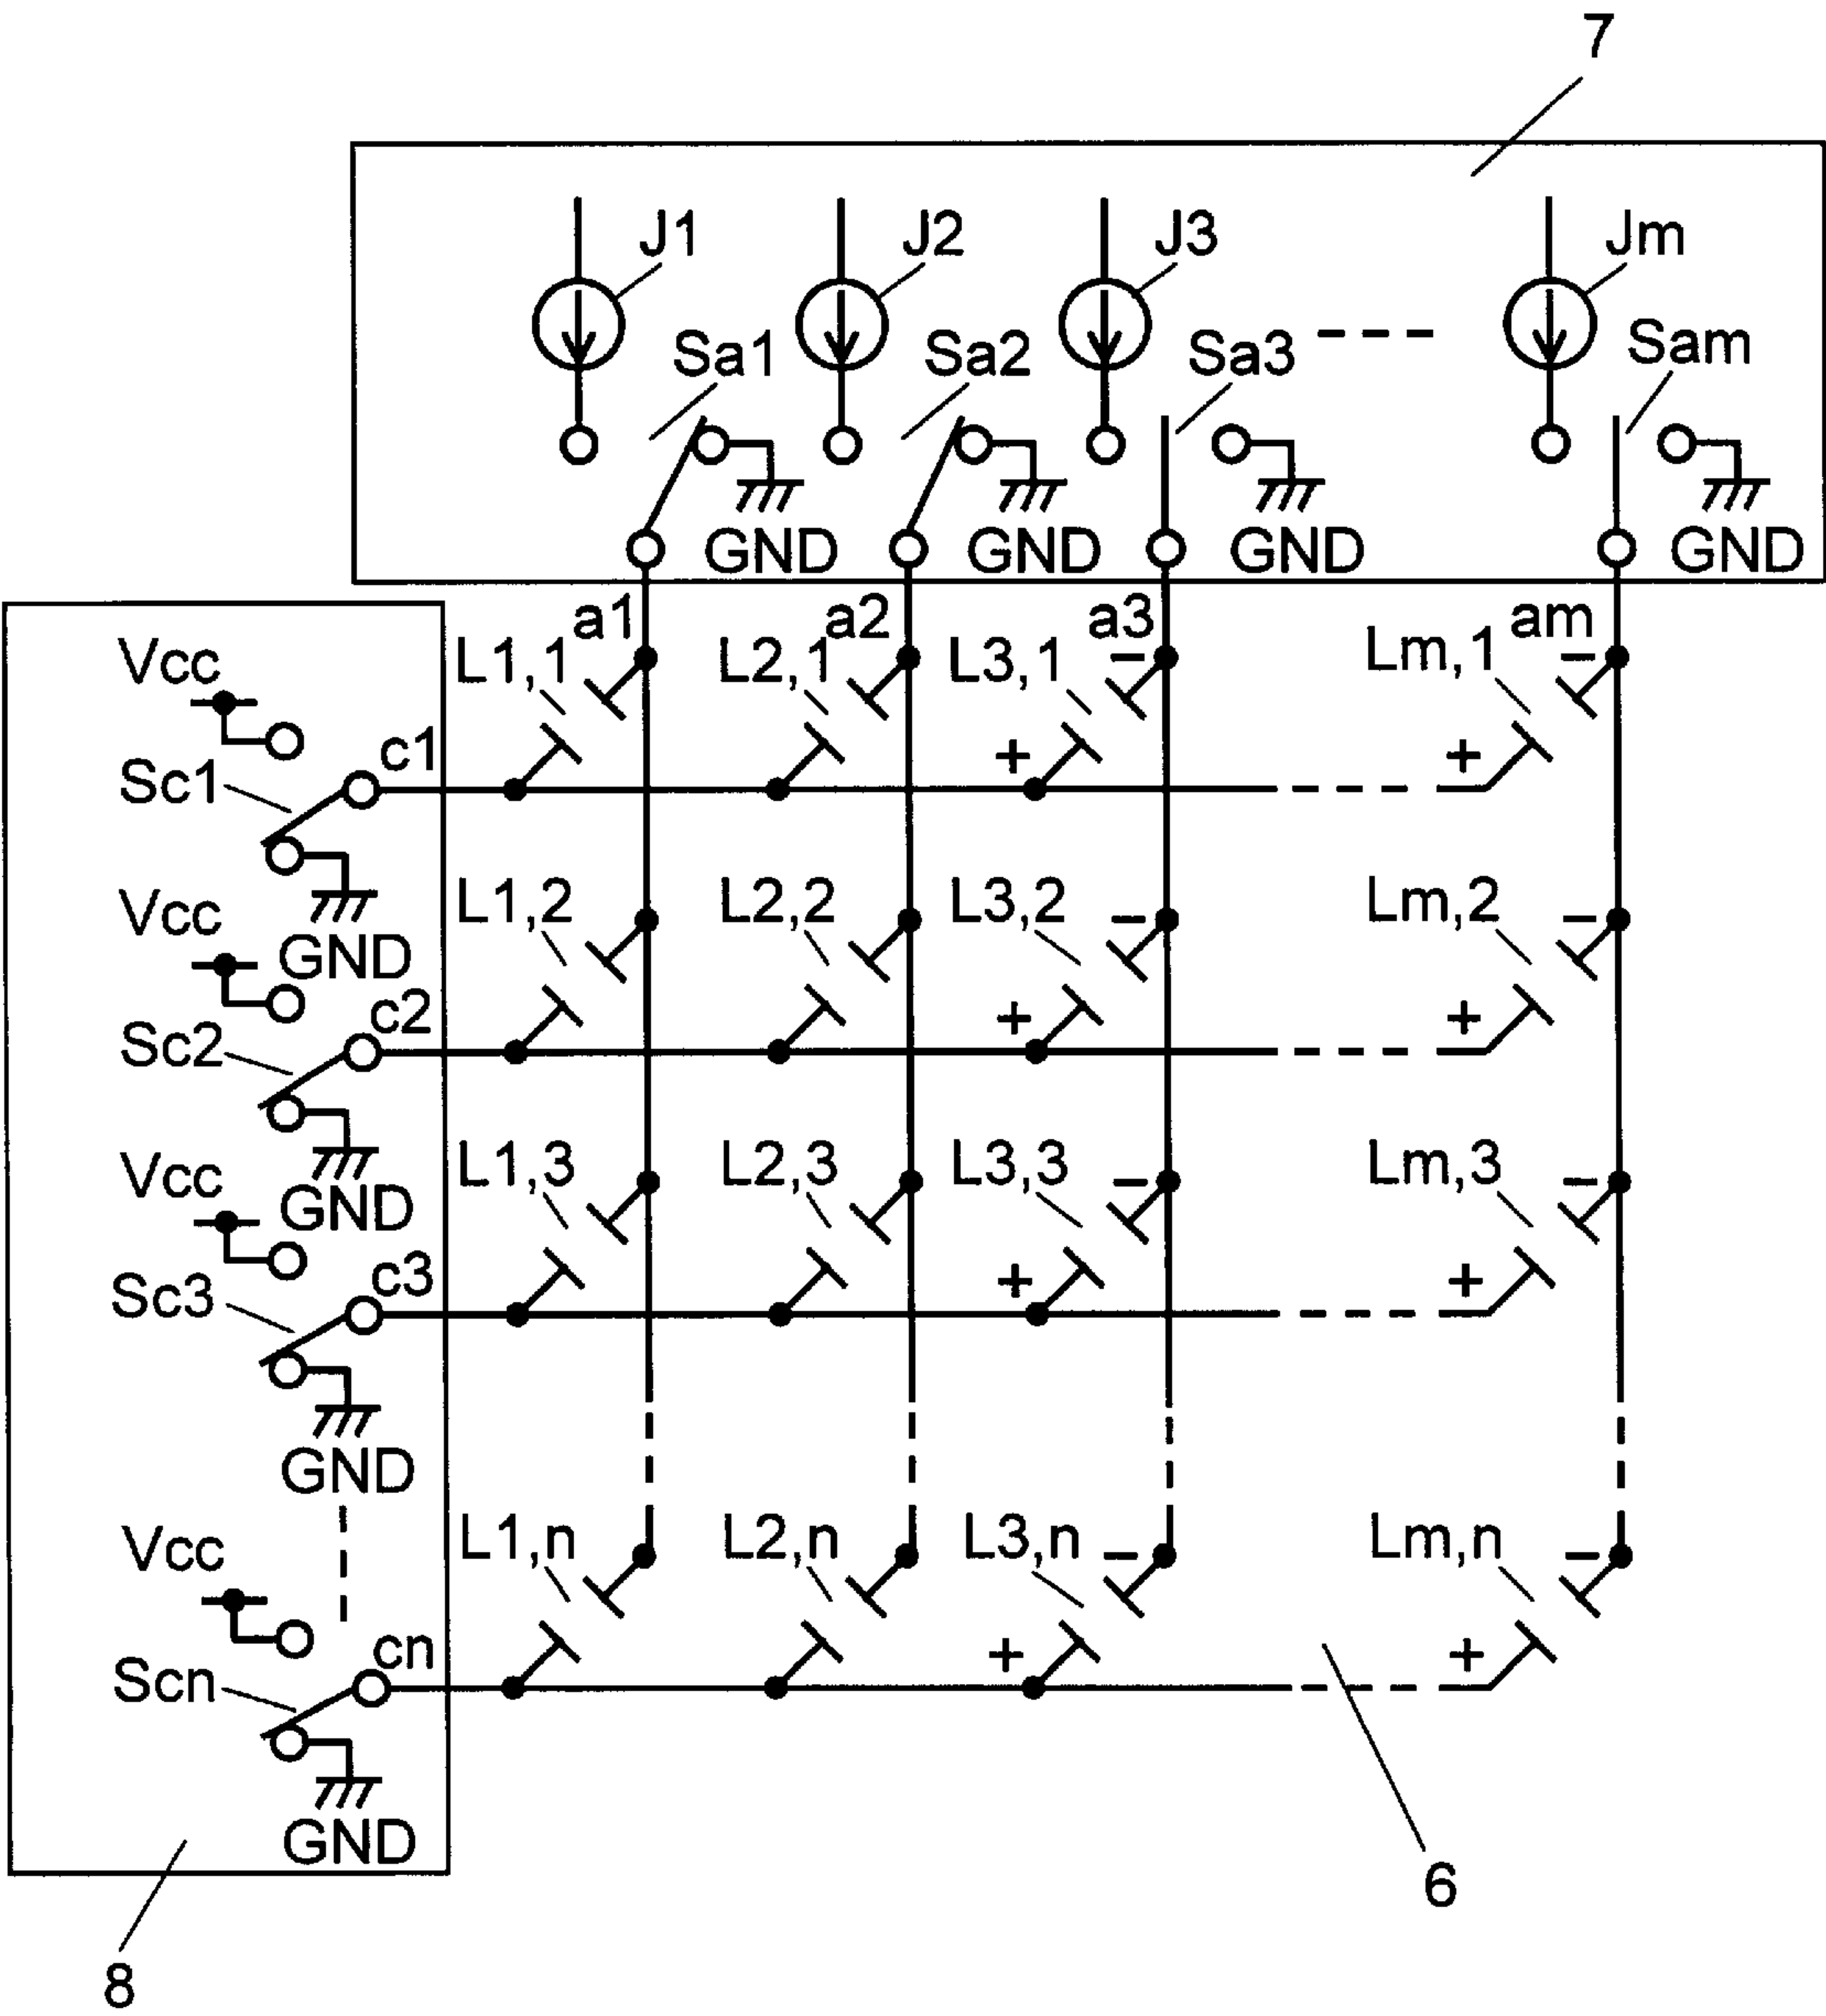 7
J1 J2 J3 Jm
Sa1 Sa2 Sa3 Sam
GND GND GND GND
a1 a2 a3 am
Vcc L1,1 L2,1 L3,1 − Lm,1 −
Sc1 c1 + +
Vcc L1,2 L2,2 L3,2 − Lm,2 −
GND
Sc2 c2 + +
Vcc L1,3 L2,3 L3,3 − Lm,3 −
GND
Sc3 c3 + +
GND
Vcc L1,n L2,n L3,n − Lm,n −
Scn cn + +
GND
6
8